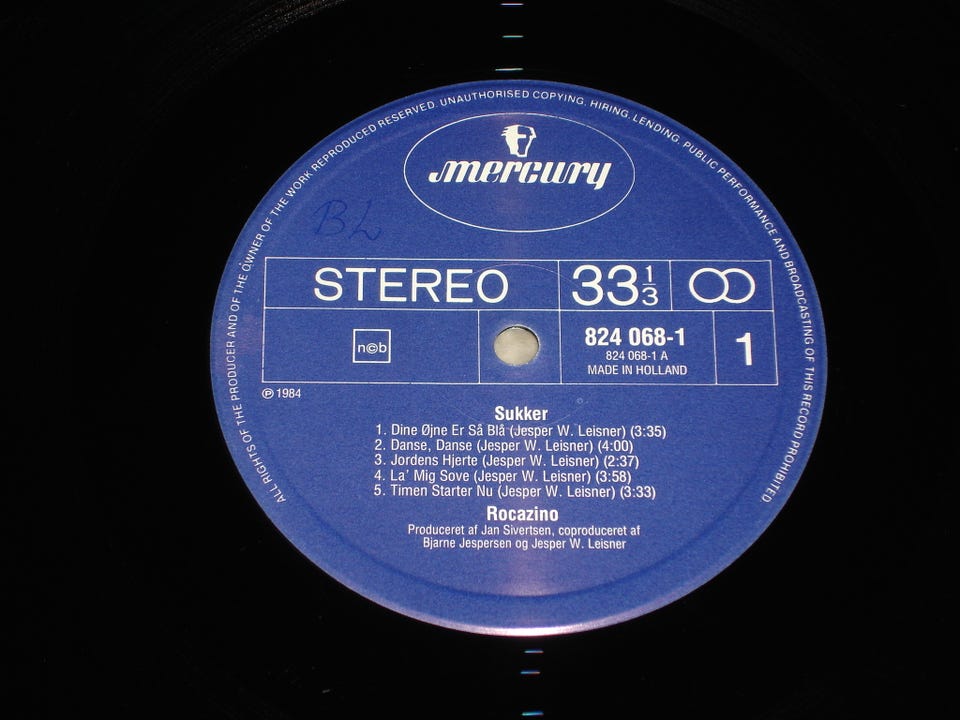 ALL RIGHTS OF THE PRODUCER AND OF THE OWNER OF THE WORK REPRODUCED RESERVED. UNAUTHORISED COPYING, HIRING, LENDING, PUBLIC PERFORMANCE AND BROADCASTING OF THIS RECORD PROHIBITED
mercury
BL
STEREO
33 1/3
ncb
824 068-1
824 068-1 A
MADE IN HOLLAND
1
℗ 1984
Sukker
1. Dine Øjne Er Så Blå (Jesper W. Leisner) (3:35)
2. Danse, Danse (Jesper W. Leisner) (4:00)
3. Jordens Hjerte (Jesper W. Leisner) (2:37)
4. La' Mig Sove (Jesper W. Leisner) (3:58)
5. Timen Starter Nu (Jesper W. Leisner) (3:33)
Rocazino
Produceret af Jan Sivertsen, coproduceret af
Bjarne Jespersen og Jesper W. Leisner